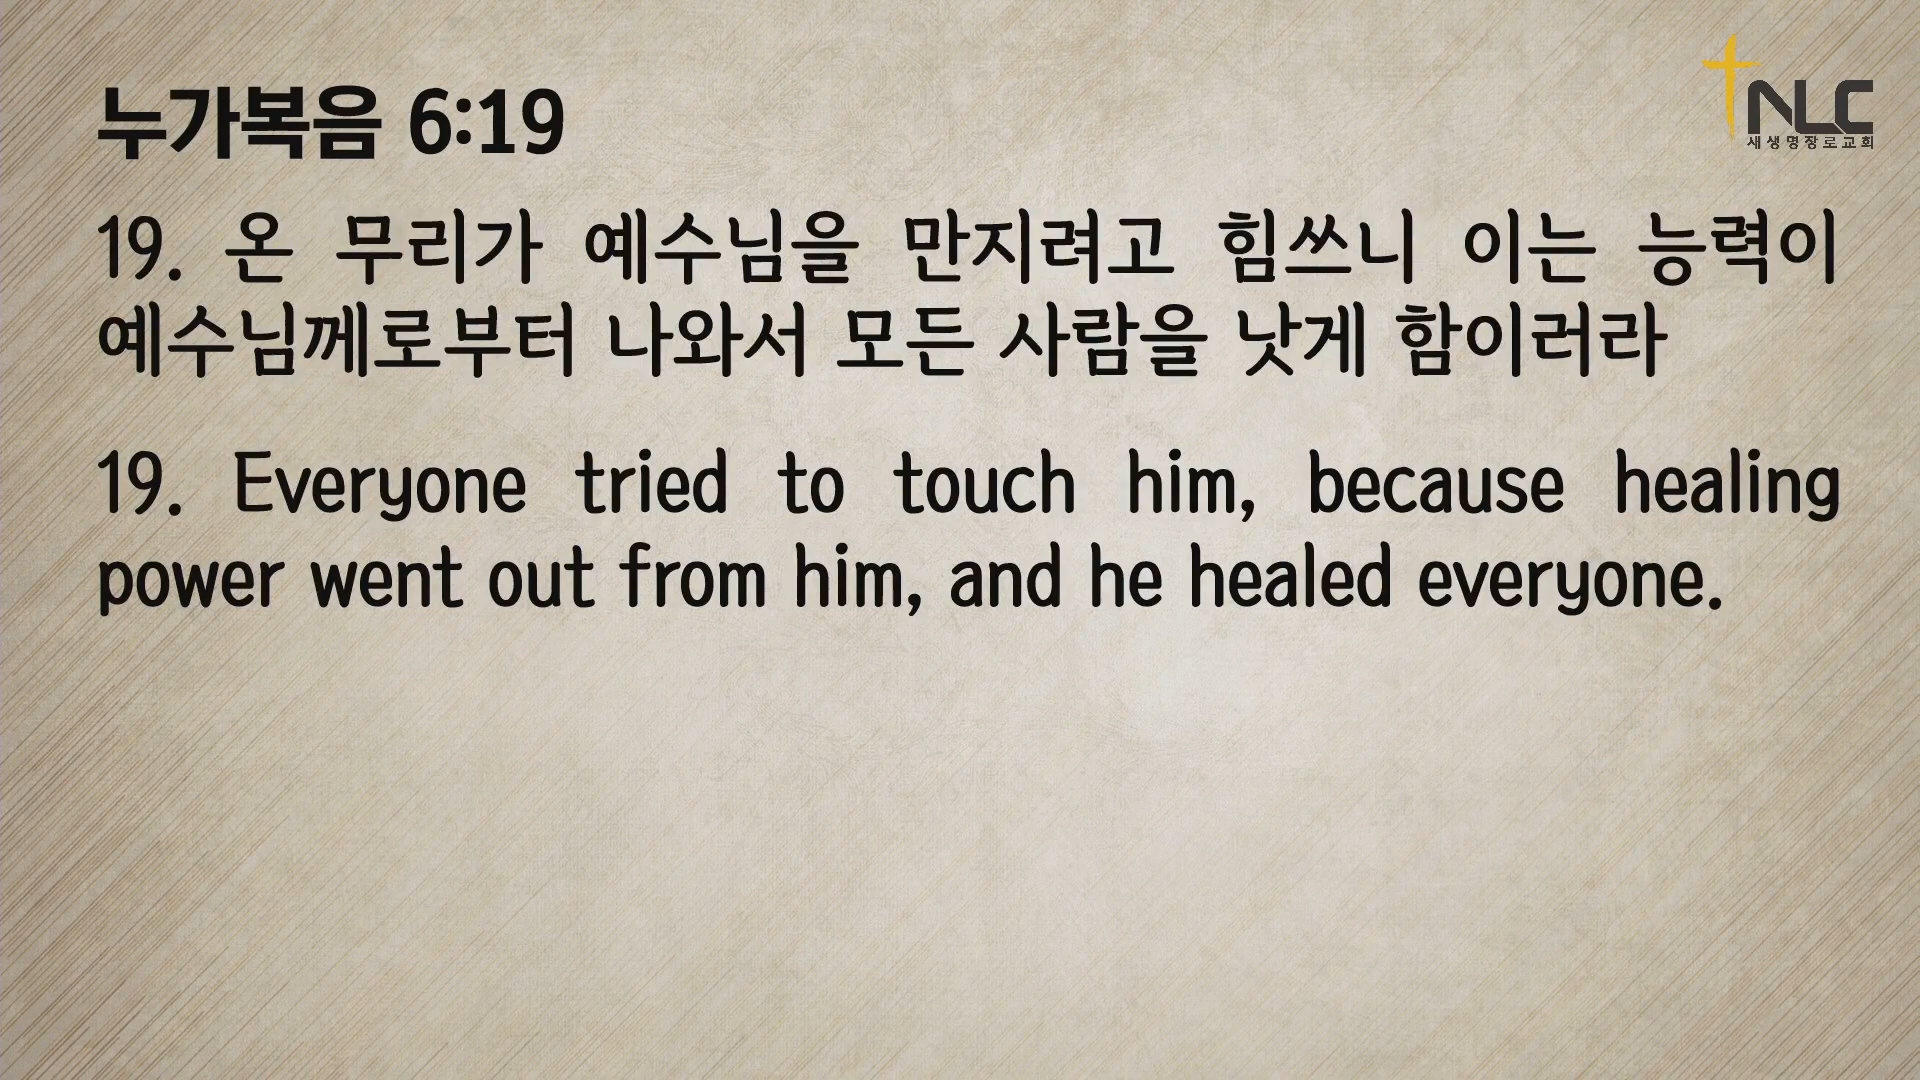 NLC
새생명장로교회
누가복음 6:19
19. 온 무리가 예수님을 만지려고 힘쓰니 이는 능력이
예수님께로부터 나와서 모든 사람을 낫게 함이러라
19. Everyone tried to touch him, because healing
power went out from him, and he healed everyone.